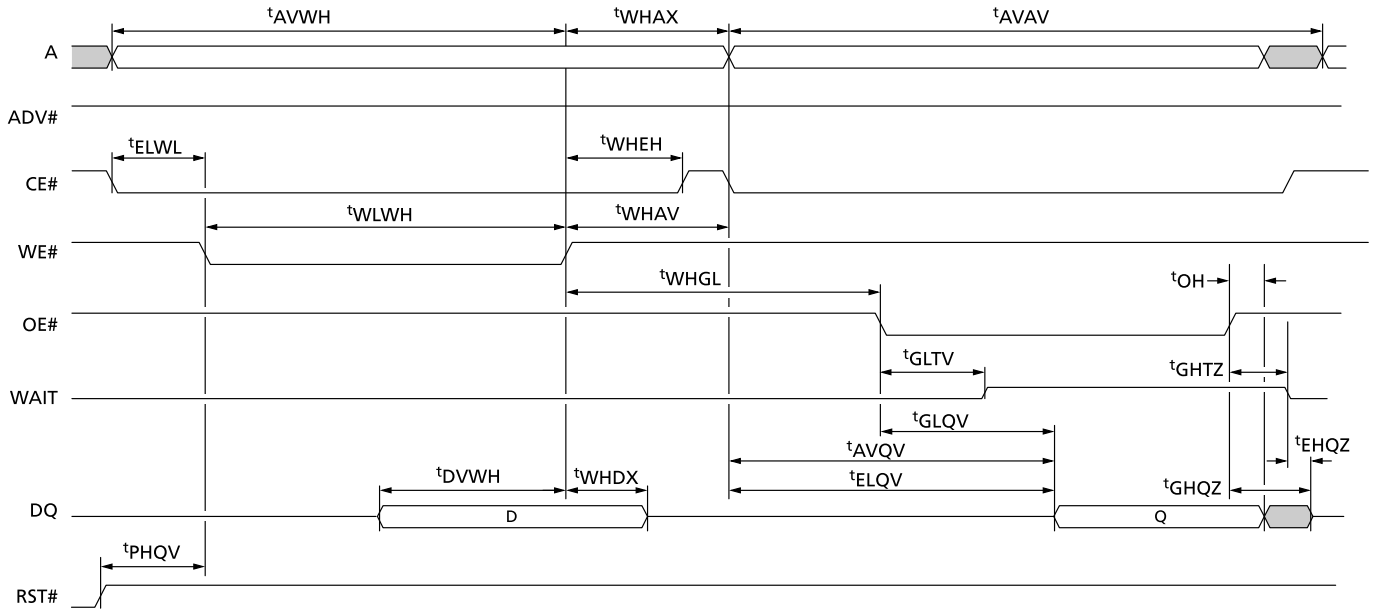 tAVWH tWHAX tAVAV
A
ADV#
tELWL tWHEH
CE#
tWLWH tWHAV
WE#
tWHGL tOH
OE#
tGLTV tGHTZ
WAIT
tGLQV
tAVQV tEHQZ
tDVWH tWHDX tELQV tGHQZ
DQ D Q
tPHQV
RST#